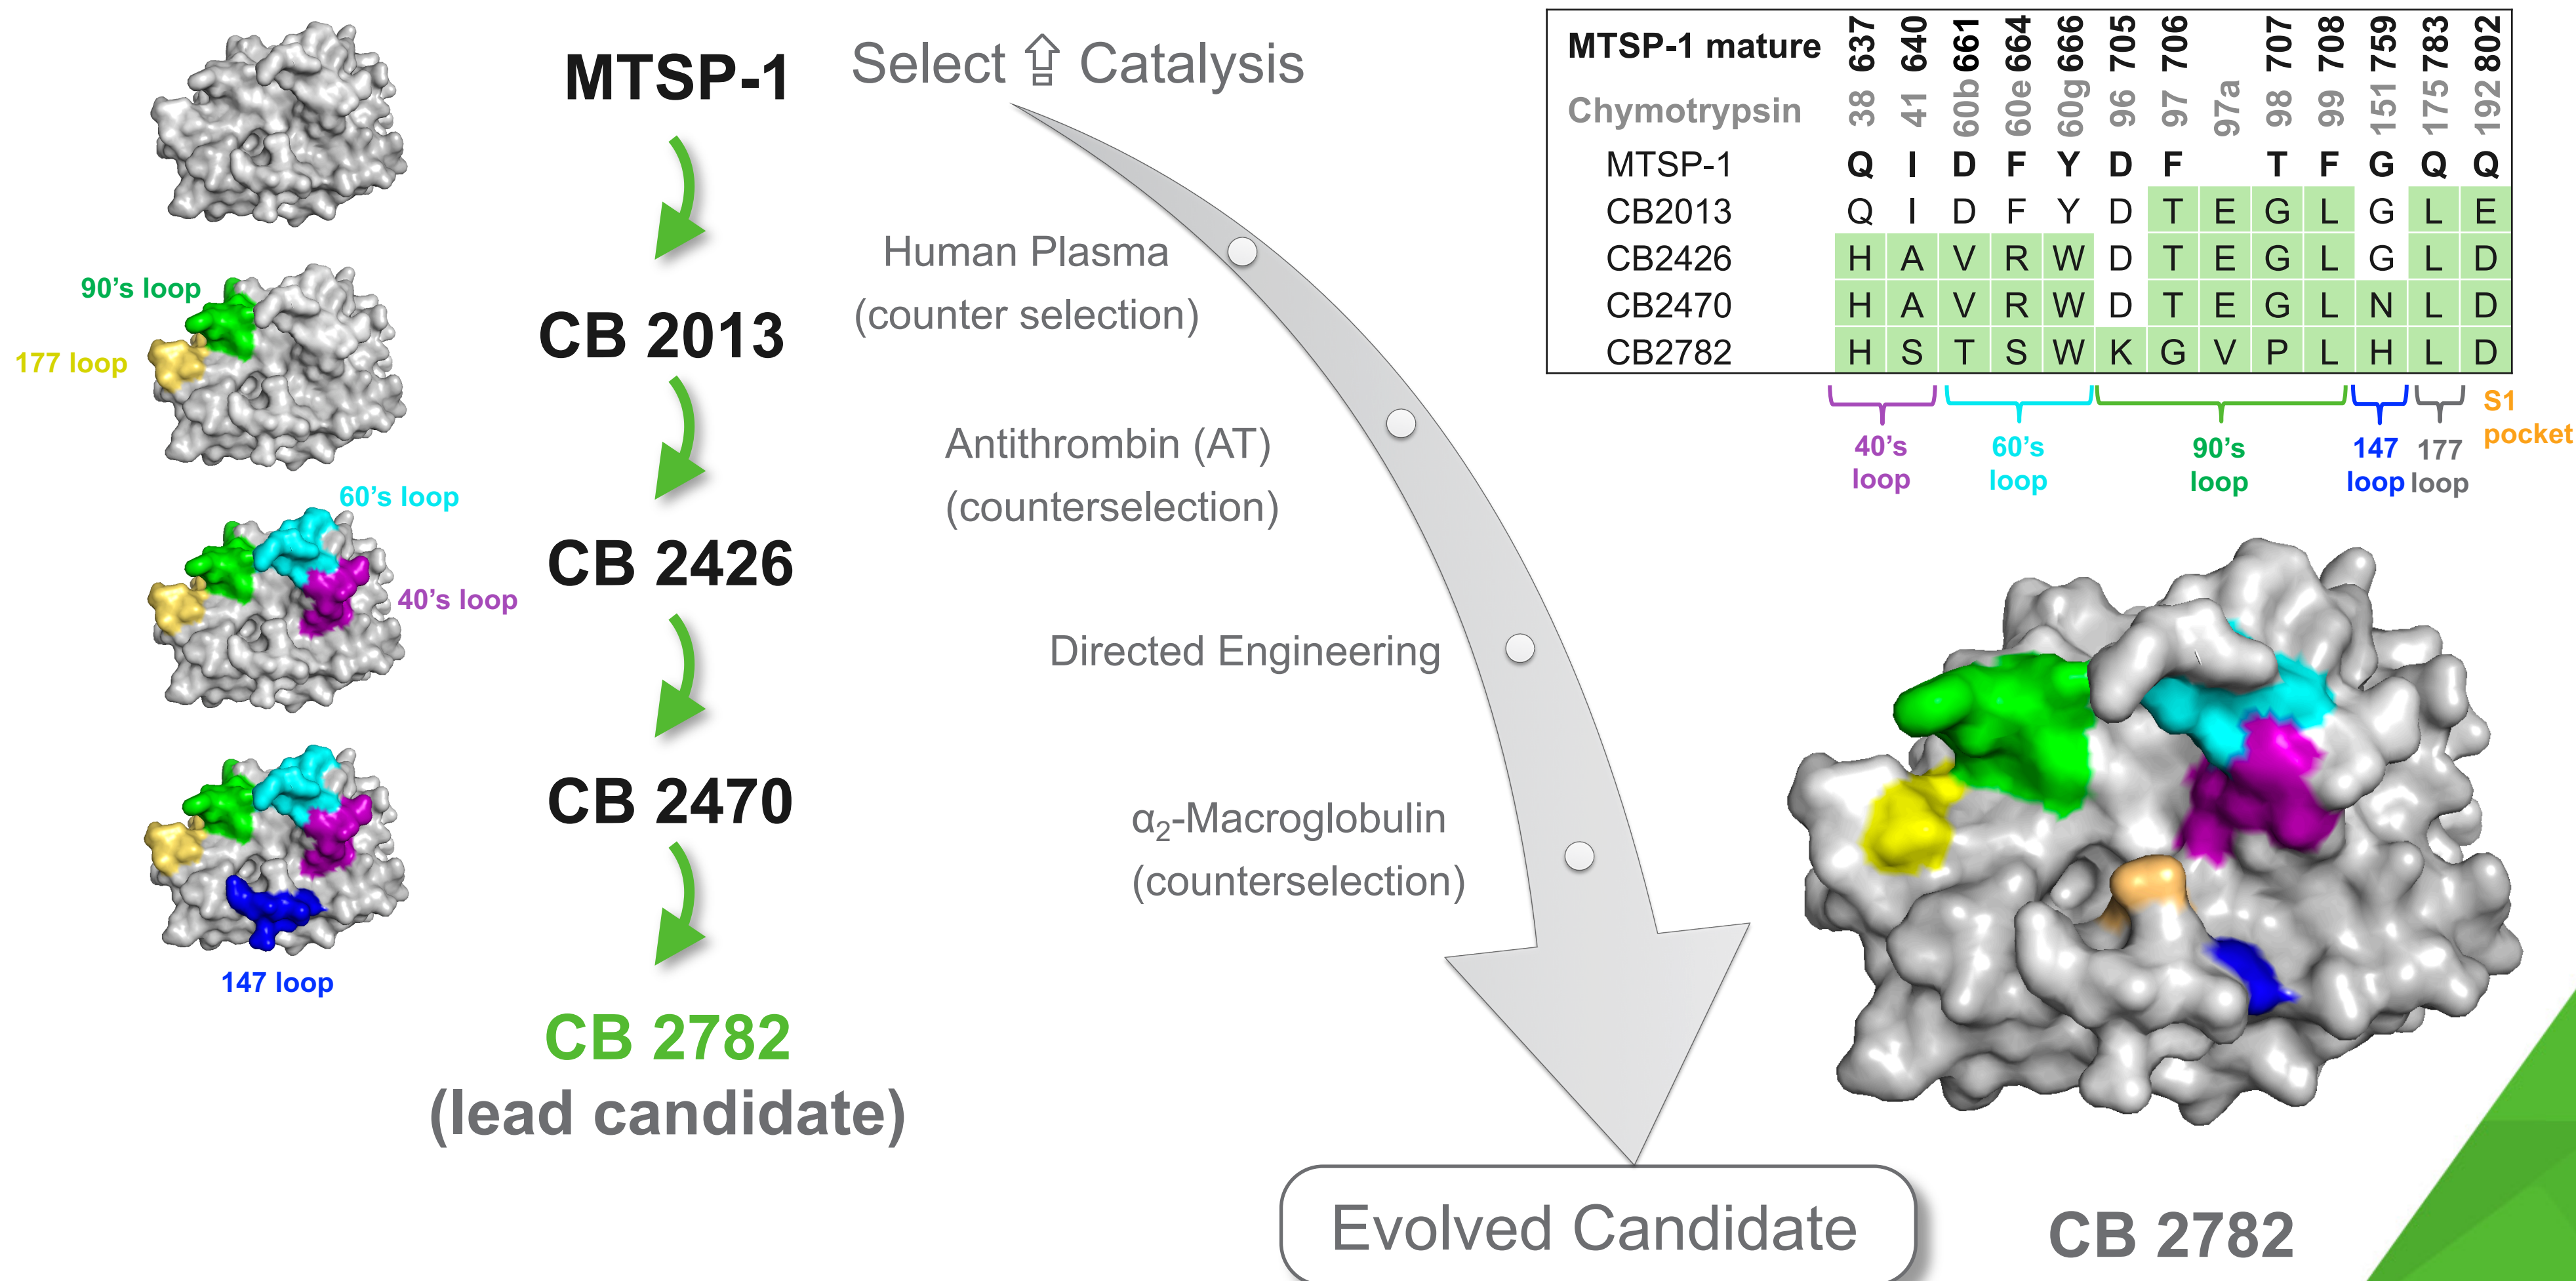 MTSP-1
Select ⇧ Catalysis
90's loop
177 loop
CB 2013
Human Plasma
(counter selection)
Antithrombin (AT)
(counterselection)
60's loop
40's loop
CB 2426
Directed Engineering
CB 2470
α₂-Macroglobulin
(counterselection)
147 loop
CB 2782
(lead candidate)
Evolved Candidate
MTSP-1 mature 637 640 661 664 666 705 706 707 708 759 783 802
Chymotrypsin 38 41 60b 60e 60g 96 97 97a 98 99 151 175 192
MTSP-1 Q I D F Y D F T F G Q Q
CB2013 Q I D F Y D T E G L G L E
CB2426 H A V R W D T E G L G L D
CB2470 H A V R W D T E G L N L D
CB2782 H S T S W K G V P L H L D
40's
loop
60's
loop
90's
loop
147
loop
177
loop
S1
pocket
CB 2782